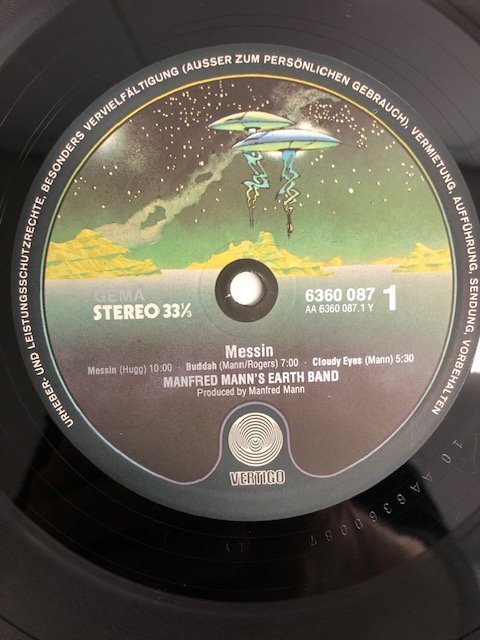 URHEBER- UND LEISTUNGSSCHUTZRECHTE, BESONDERS VERVIELFÄLTIGUNG (AUSSER ZUM PERSÖNLICHEN GEBRAUCH), VERMIETUNG, AUFFÜHRUNG, SENDUNG, VORBEHALTEN
GEMA
STEREO 33⅓
6360 087 1
AA 6360 087.1 Y
Messin
Messin (Hugg) 10:00 · Buddah (Mann/Rogers) 7:00 · Cloudy Eyes (Mann) 5:30
MANFRED MANN'S EARTH BAND
Produced by Manfred Mann
VERTIGO
10 AA6360087